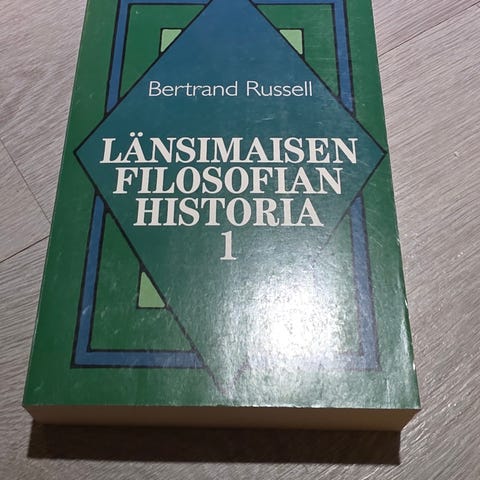 Bertrand Russell
LÄNSIMAISEN
FILOSOFIAN
HISTORIA
1